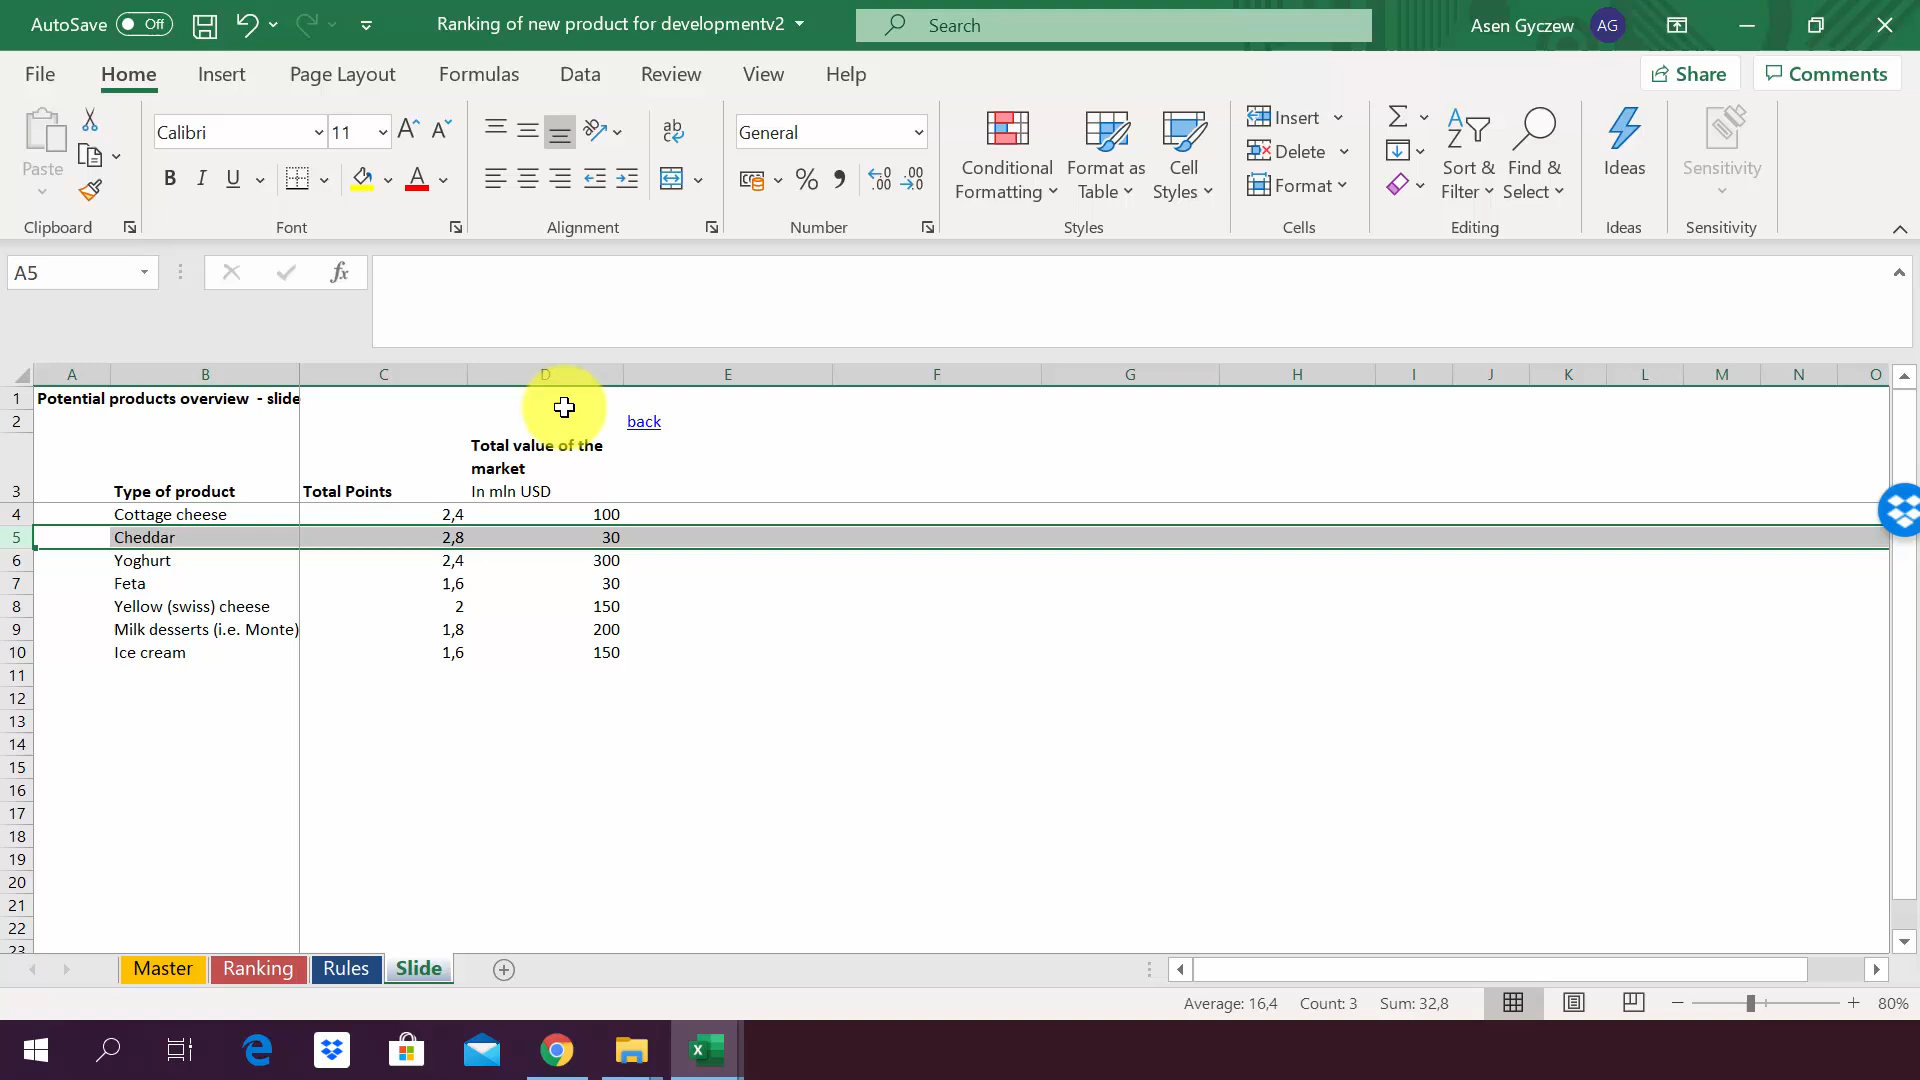 AutoSave Off Ranking of new product for developmentv2 Search Asen Gyczew AG
File Home Insert Page Layout Formulas Data Review View Help Share Comments
Paste Calibri 11 B I U A General Conditional Formatting Format as Table Cell Styles Insert Delete Format Sort & Filter Find & Select Ideas Sensitivity
Clipboard Font Alignment Number Styles Cells Editing Ideas Sensitivity
A5 fx
A B C D E F G H I J K L M N O
1 Potential products overview - slide
2 back
Total value of the
market
3 Type of product Total Points In mln USD
4 Cottage cheese 2,4 100
5 Cheddar 2,8 30
6 Yoghurt 2,4 300
7 Feta 1,6 30
8 Yellow (swiss) cheese 2 150
9 Milk desserts (i.e. Monte) 1,8 200
10 Ice cream 1,6 150
11
12
13
14
15
16
17
18
19
20
21
22
23
Master Ranking Rules Slide
Average: 16,4 Count: 3 Sum: 32,8 80%